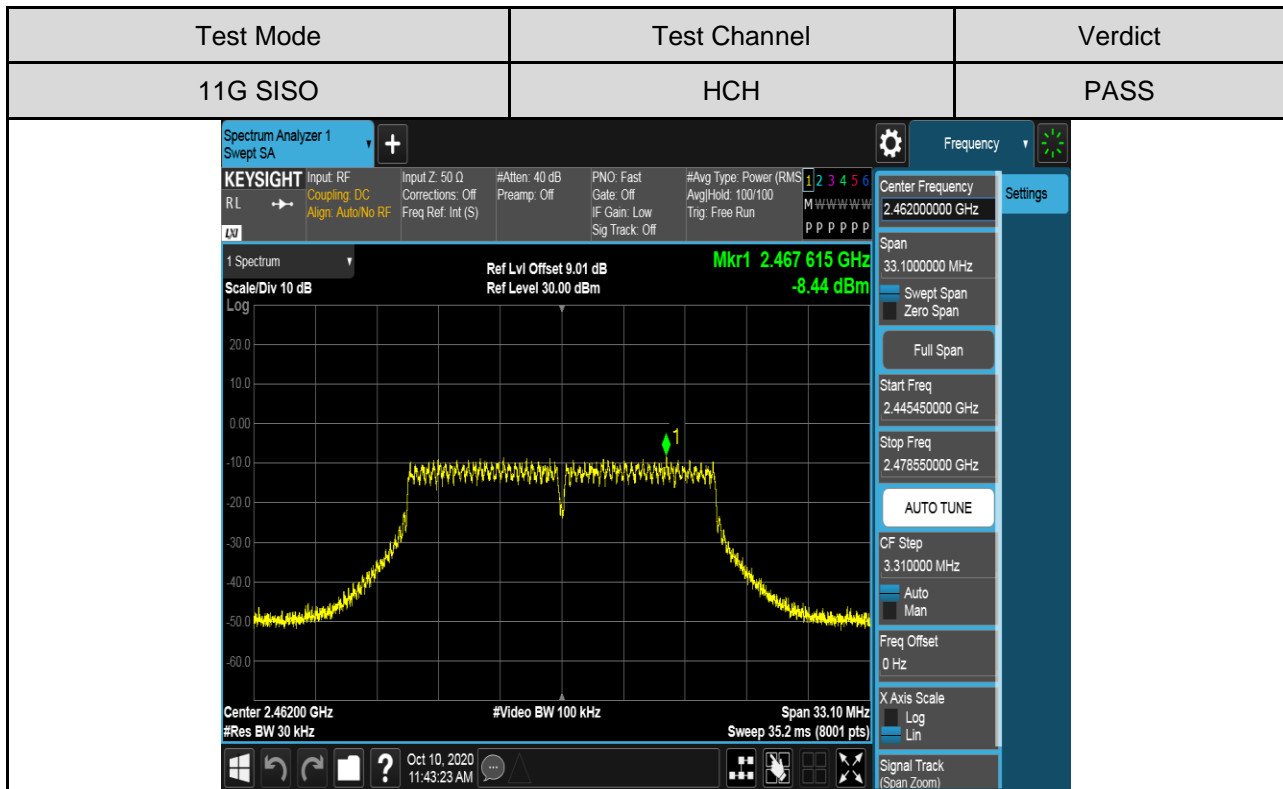 Test Mode Test Channel Verdict
11G SISO HCH PASS
Spectrum Analyzer 1
Swept SA
+
Frequency
KEYSIGHT Input: RF Input Z: 50 Ω #Atten: 40 dB PNO: Fast #Avg Type: Power (RMS 1 2 3 4 5 6
Coupling: DC Corrections: Off Preamp: Off Gate: Off Avg|Hold: 100/100 M W W W W W
R L Align: Auto/No RF Freq Ref: Int (S) IF Gain: Low Trig: Free Run
LXI Sig Track: Off P P P P P P
1 Spectrum Ref Lvl Offset 9.01 dB Mkr1 2.467 615 GHz
Scale/Div 10 dB Ref Level 30.00 dBm -8.44 dBm
Log
20.0
10.0
0.00
1
-10.0
-20.0
-30.0
-40.0
-50.0
-60.0
Center 2.46200 GHz #Video BW 100 kHz Span 33.10 MHz
#Res BW 30 kHz Sweep 35.2 ms (8001 pts)
? Oct 10, 2020
11:43:23 AM
Center Frequency
2.462000000 GHz
Settings
Span
33.1000000 MHz
Swept Span
Zero Span
Full Span
Start Freq
2.445450000 GHz
Stop Freq
2.478550000 GHz
AUTO TUNE
CF Step
3.310000 MHz
Auto
Man
Freq Offset
0 Hz
X Axis Scale
Log
Lin
Signal Track
(Span Zoom)